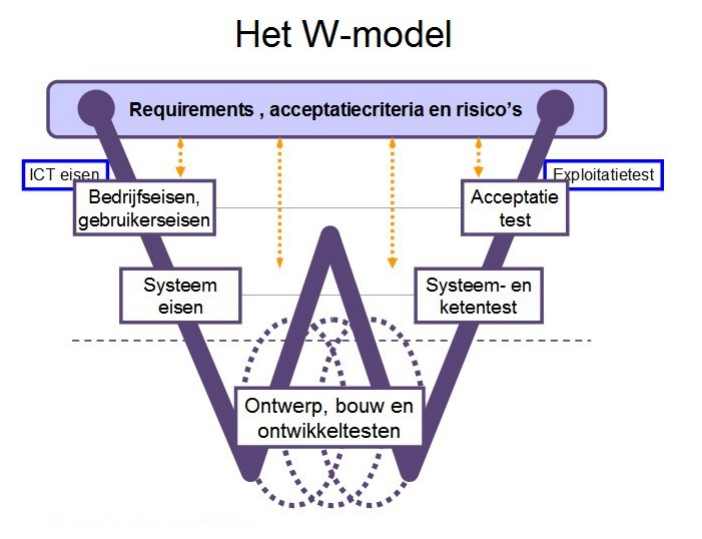 Het W-model
Requirements , acceptatiecriteria en risico's
ICT eisen
Exploitatietest
Bedrijfseisen,
gebruikerseisen
Acceptatie
test
Systeem
eisen
Systeem- en
ketentest
Ontwerp, bouw en
ontwikkeltesten